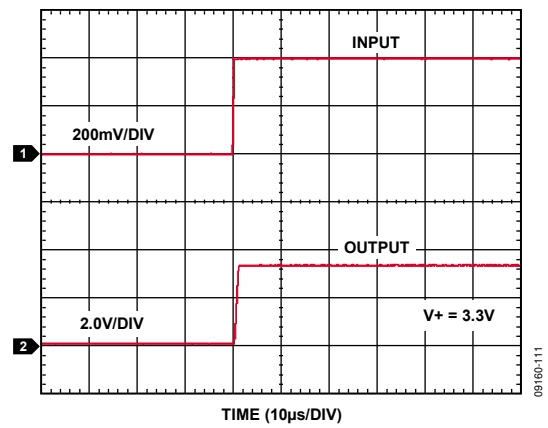 INPUT
200mV/DIV
1
OUTPUT
2.0V/DIV
V+ = 3.3V
2
TIME (10µs/DIV)
09160-111